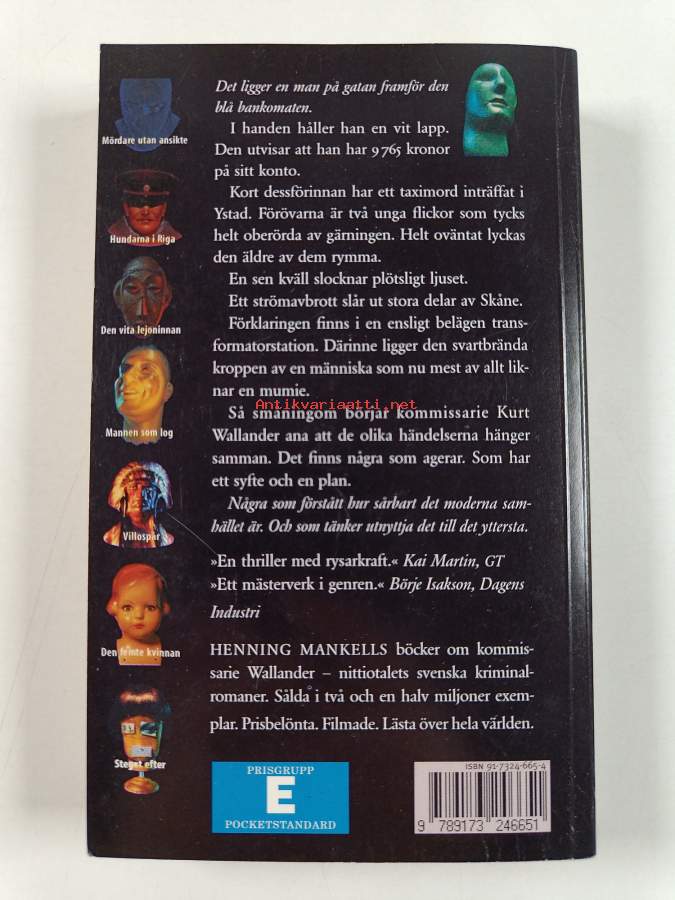 Mördare utan ansikte
Hundarna i Riga
Den vita lejoninnan
Mannen som log
Villospår
Den femte kvinnan
Steget efter
Det ligger en man på gatan framför den
blå bankomaten.
I handen håller han en vit lapp.
Den utvisar att han har 9 765 kronor
på sitt konto.
Kort dessförinnan har ett taximord inträffat i
Ystad. Förövarna är två unga flickor som tycks
helt oberörda av gärningen. Helt oväntat lyckas
den äldre av dem rymma.
En sen kväll slocknar plötsligt ljuset.
Ett strömavbrott slår ut stora delar av Skåne.
Förklaringen finns i en ensligt belägen trans-
formatorstation. Därinne ligger den svartbrända
kroppen av en människa som nu mest av allt lik-
nar en mumie.
Antikvariaatti.net
Så småningom börjar kommissarie Kurt
Wallander ana att de olika händelserna hänger
samman. Det finns några som agerar. Som har
ett syfte och en plan.
Några som förstått hur sårbart det moderna sam-
hället är. Och som tänker utnyttja det till det yttersta.
»En thriller med rysarkraft.« Kai Martin, GT
»Ett mästerverk i genren.« Börje Isakson, Dagens
Industri
HENNING MANKELLS böcker om kommis-
sarie Wallander – nittiotalets svenska kriminal-
romaner. Sålda i två och en halv miljoner exem-
plar. Prisbelönta. Filmade. Lästa över hela världen.
PRISGRUPP
E
POCKETSTANDARD
ISBN 91-7324-665-4
9 789173 246651